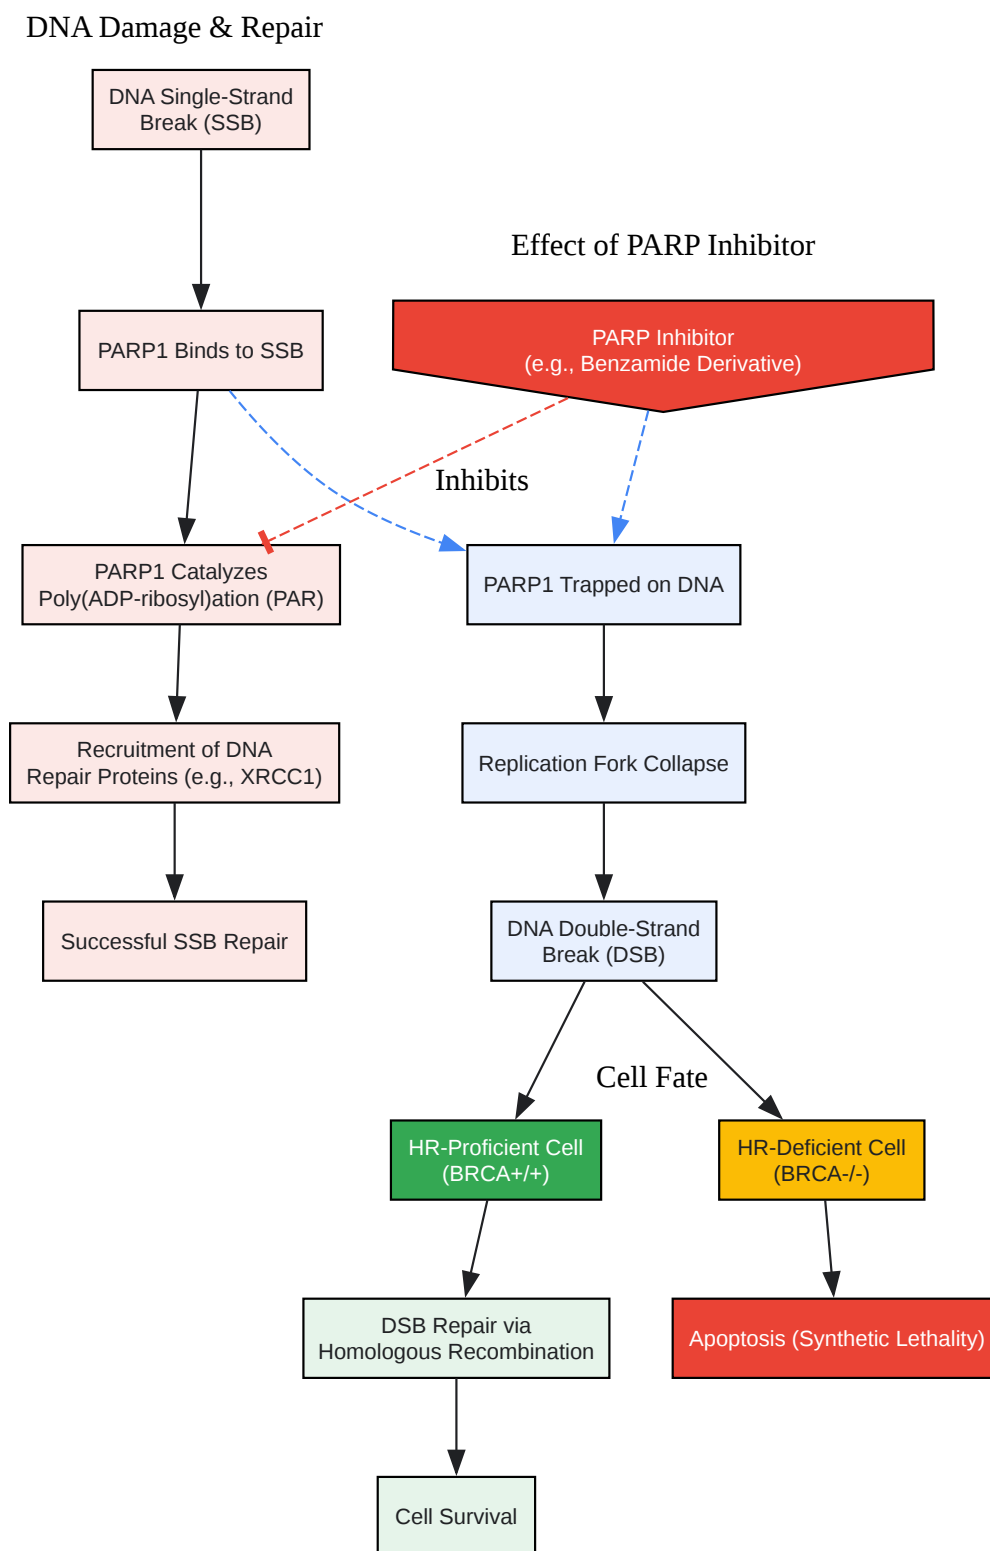 DNA Damage & Repair
DNA Single-Strand
Break (SSB)
Effect of PARP Inhibitor
PARP Inhibitor
(e.g., Benzamide Derivative)
PARP1 Binds to SSB
Inhibits
PARP1 Catalyzes
Poly(ADP-ribosyl)ation (PAR)
PARP1 Trapped on DNA
Recruitment of DNA
Repair Proteins (e.g., XRCC1)
Replication Fork Collapse
Successful SSB Repair
DNA Double-Strand
Break (DSB)
Cell Fate
HR-Proficient Cell
(BRCA+/+)
HR-Deficient Cell
(BRCA-/-)
DSB Repair via
Homologous Recombination
Apoptosis (Synthetic Lethality)
Cell Survival